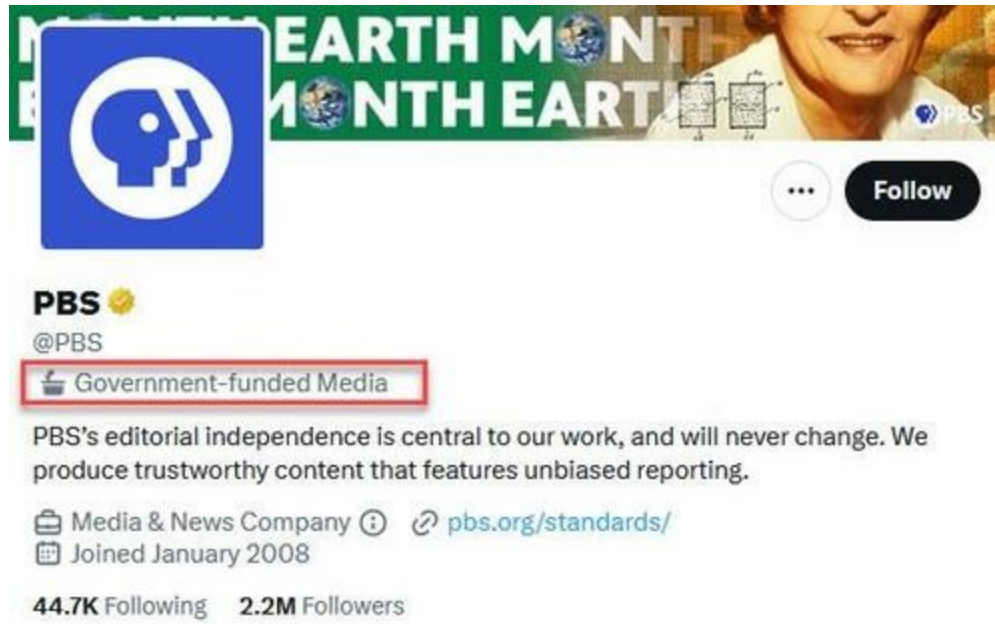 EARTH MONTH
MONTH EART
PBS
Follow
PBS
@PBS
Government-funded Media
PBS's editorial independence is central to our work, and will never change. We
produce trustworthy content that features unbiased reporting.
Media & News Company pbs.org/standards/
Joined January 2008
44.7K Following 2.2M Followers